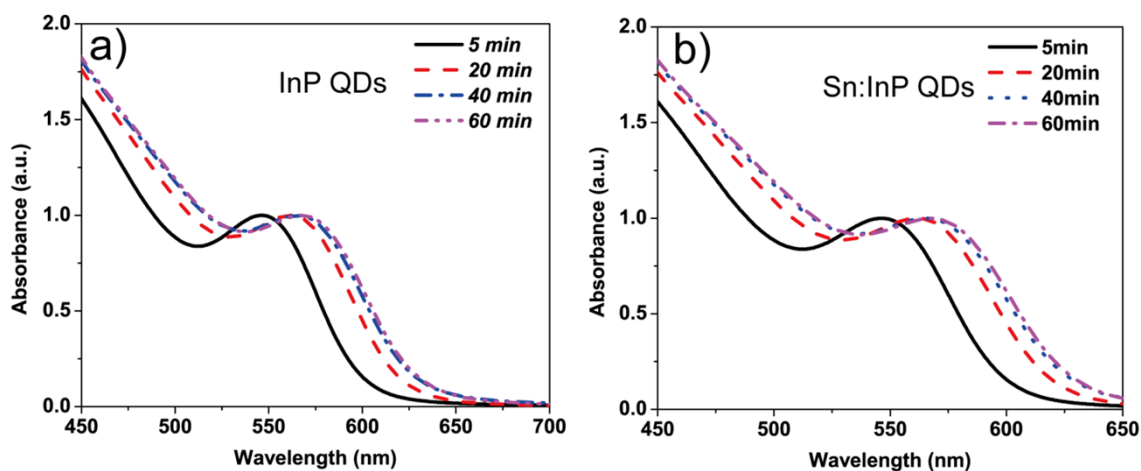 a)
InP QDs
5 min
20 min
40 min
60 min
2.0
1.5
1.0
0.5
0.0
450 500 550 600 650 700
Absorbance (a.u.)
Wavelength (nm)
b)
Sn:InP QDs
5min
20min
40min
60min
2.0
1.5
1.0
0.5
0.0
450 500 550 600 650
Absorbance (a.u.)
Wavelength (nm)